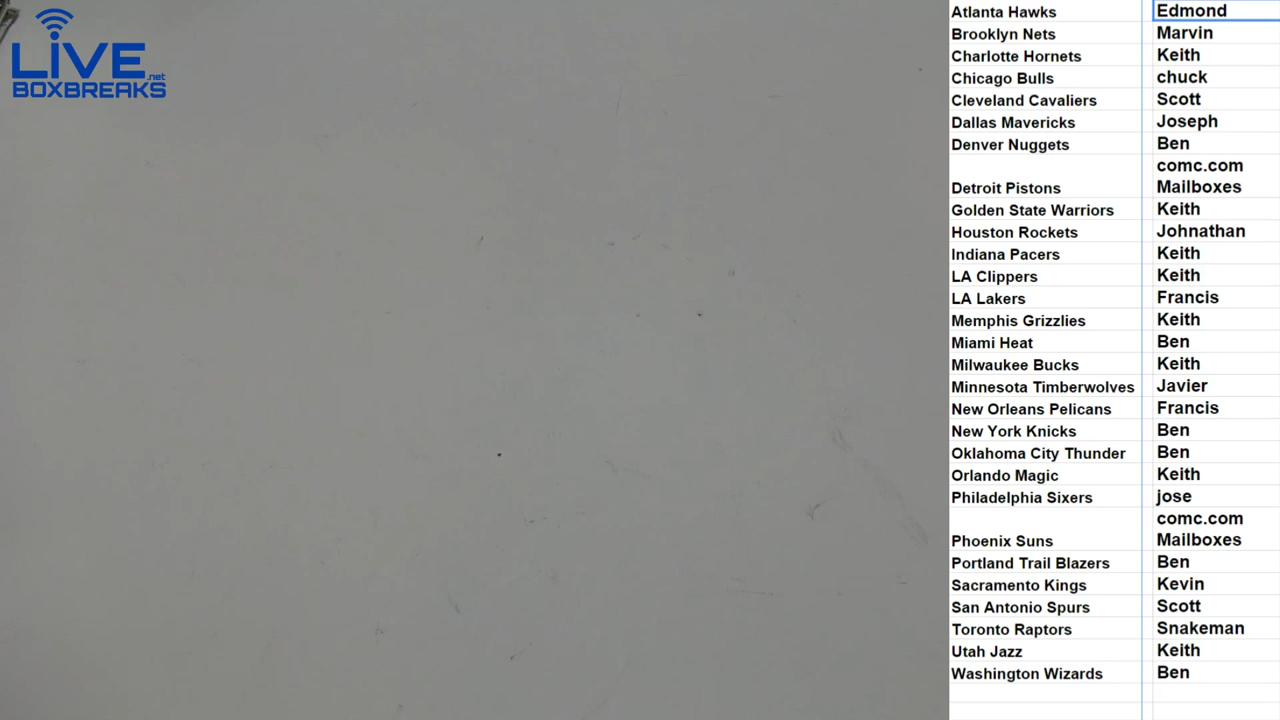 LIVE.net
BOXBREAKS
Atlanta Hawks Edmond
Brooklyn Nets Marvin
Charlotte Hornets Keith
Chicago Bulls chuck
Cleveland Cavaliers Scott
Dallas Mavericks Joseph
Denver Nuggets Ben
comc.com
Detroit Pistons Mailboxes
Golden State Warriors Keith
Houston Rockets Johnathan
Indiana Pacers Keith
LA Clippers Keith
LA Lakers Francis
Memphis Grizzlies Keith
Miami Heat Ben
Milwaukee Bucks Keith
Minnesota Timberwolves Javier
New Orleans Pelicans Francis
New York Knicks Ben
Oklahoma City Thunder Ben
Orlando Magic Keith
Philadelphia Sixers jose
comc.com
Phoenix Suns Mailboxes
Portland Trail Blazers Ben
Sacramento Kings Kevin
San Antonio Spurs Scott
Toronto Raptors Snakeman
Utah Jazz Keith
Washington Wizards Ben